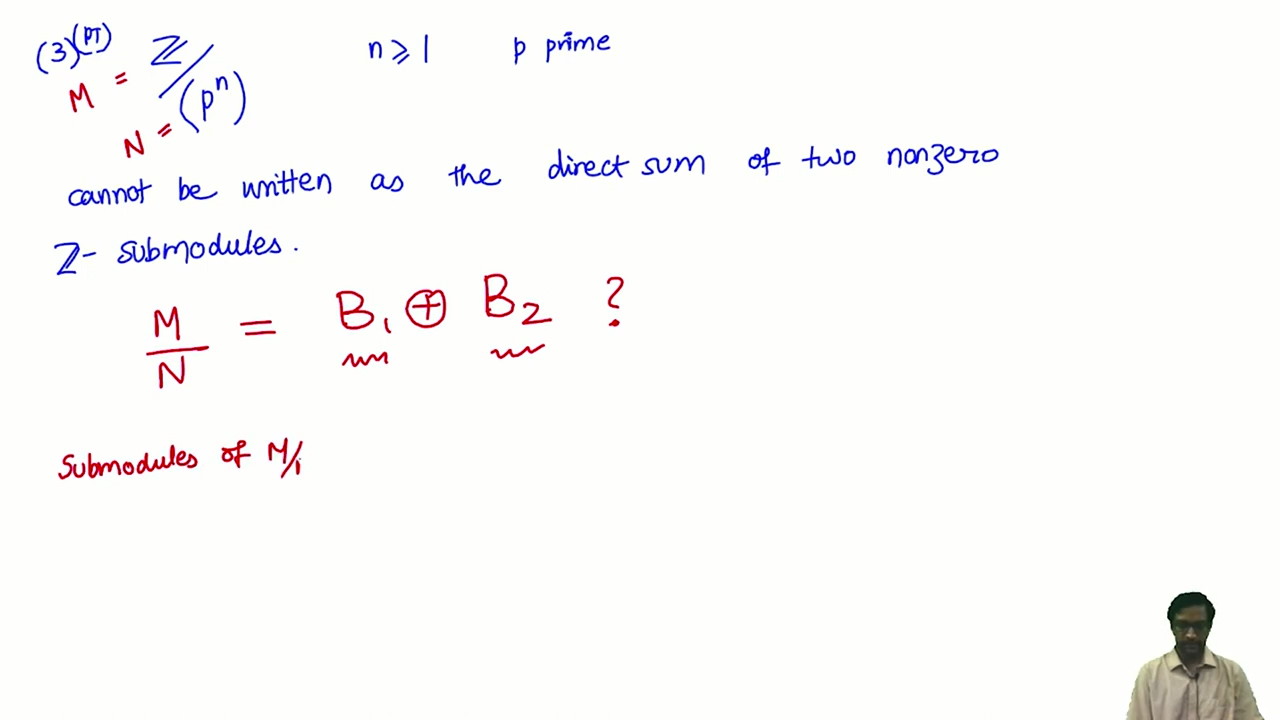 (3)(PT) M = ℤ/(pⁿ) n ⩾ 1 p prime
N =
cannot be written as the direct sum of two nonzero
ℤ- submodules.
M/N = B₁ ⊕ B₂ ?
Submodules of M/